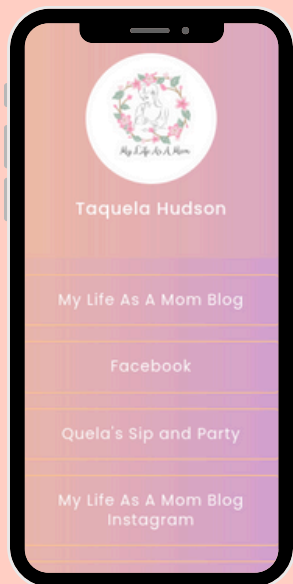 My Life As A Mom
Taquela Hudson
My Life As A Mom Blog
Facebook
Quela's Sip and Party
My Life As A Mom Blog
Instagram